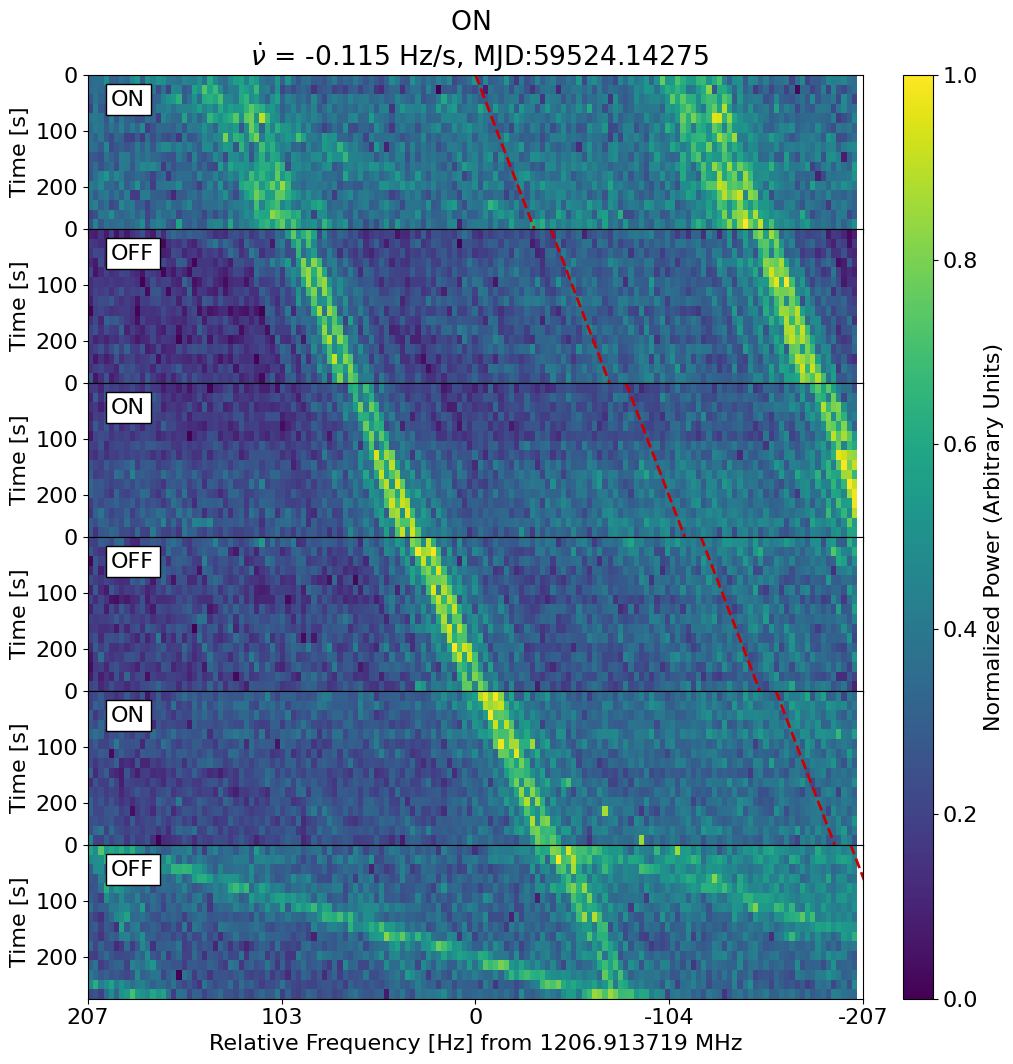 ON
ν̇ = -0.115 Hz/s, MJD:59524.14275
0
ON
100
200
Time [s]
0
OFF
100
200
Time [s]
0
ON
100
200
Time [s]
0
OFF
100
200
Time [s]
0
ON
100
200
Time [s]
0
OFF
100
200
Time [s]
207 103 0 -104 -207
Relative Frequency [Hz] from 1206.913719 MHz
1.0
0.8
0.6
0.4
0.2
0.0
Normalized Power (Arbitrary Units)